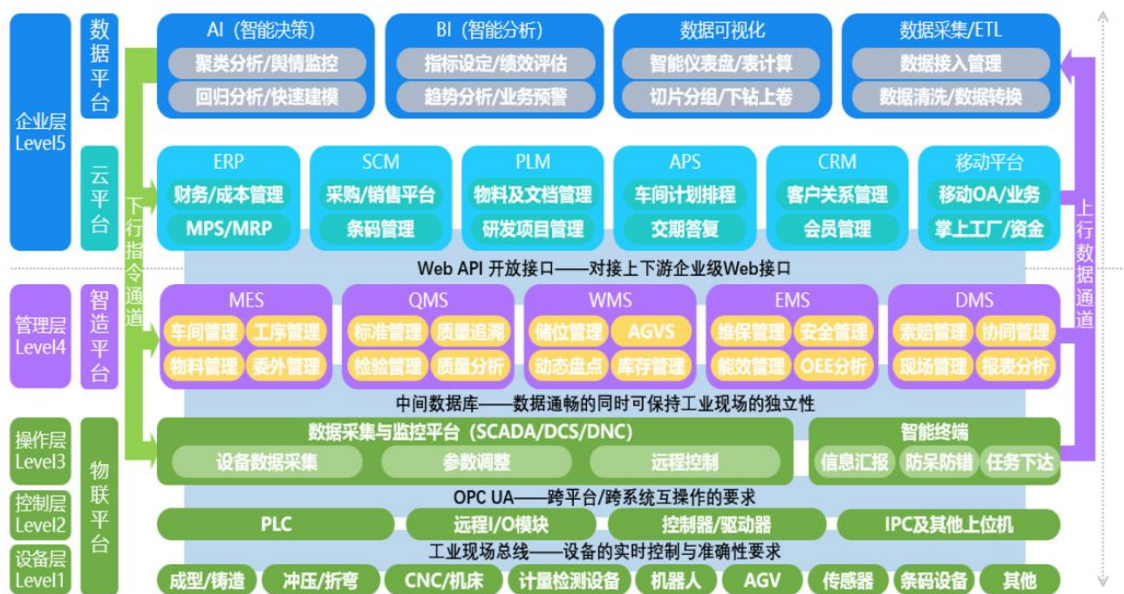 企业层
Level5
数据平台
AI（智能决策）
聚类分析/舆情监控
回归分析/快速建模
BI（智能分析）
指标设定/绩效评估
趋势分析/业务预警
数据可视化
智能仪表盘/表计算
切片分组/下钻上卷
数据采集/ETL
数据接入管理
数据清洗/数据转换
云平台
ERP
财务/成本管理
MPS/MRP
SCM
采购/销售平台
条码管理
PLM
物料及文档管理
研发项目管理
APS
车间计划排程
交期答复
CRM
客户关系管理
会员管理
移动平台
移动OA/业务
掌上工厂/资金
下行指令通道
上行数据通道
Web API 开放接口——对接上下游企业级Web接口
管理层
Level4
智造平台
MES
车间管理 工序管理
物料管理 委外管理
QMS
标准管理 质量追溯
检验管理 质量分析
WMS
储位管理 AGVS
动态盘点 库存管理
EMS
维保管理 安全管理
能效管理 OEE分析
DMS
索赔管理 协同管理
现场管理 报表分析
中间数据库——数据通畅的同时可保持工业现场的独立性
操作层
Level3
物联平台
数据采集与监控平台（SCADA/DCS/DNC）
设备数据采集 参数调整 远程控制
智能终端
信息汇报 防呆防错 任务下达
OPC UA——跨平台/跨系统互操作的要求
控制层
Level2
PLC 远程I/O模块 控制器/驱动器 IPC及其他上位机
工业现场总线——设备的实时控制与准确性要求
设备层
Level1
成型/铸造 冲压/折弯 CNC/机床 计量检测设备 机器人 AGV 传感器 条码设备 其他